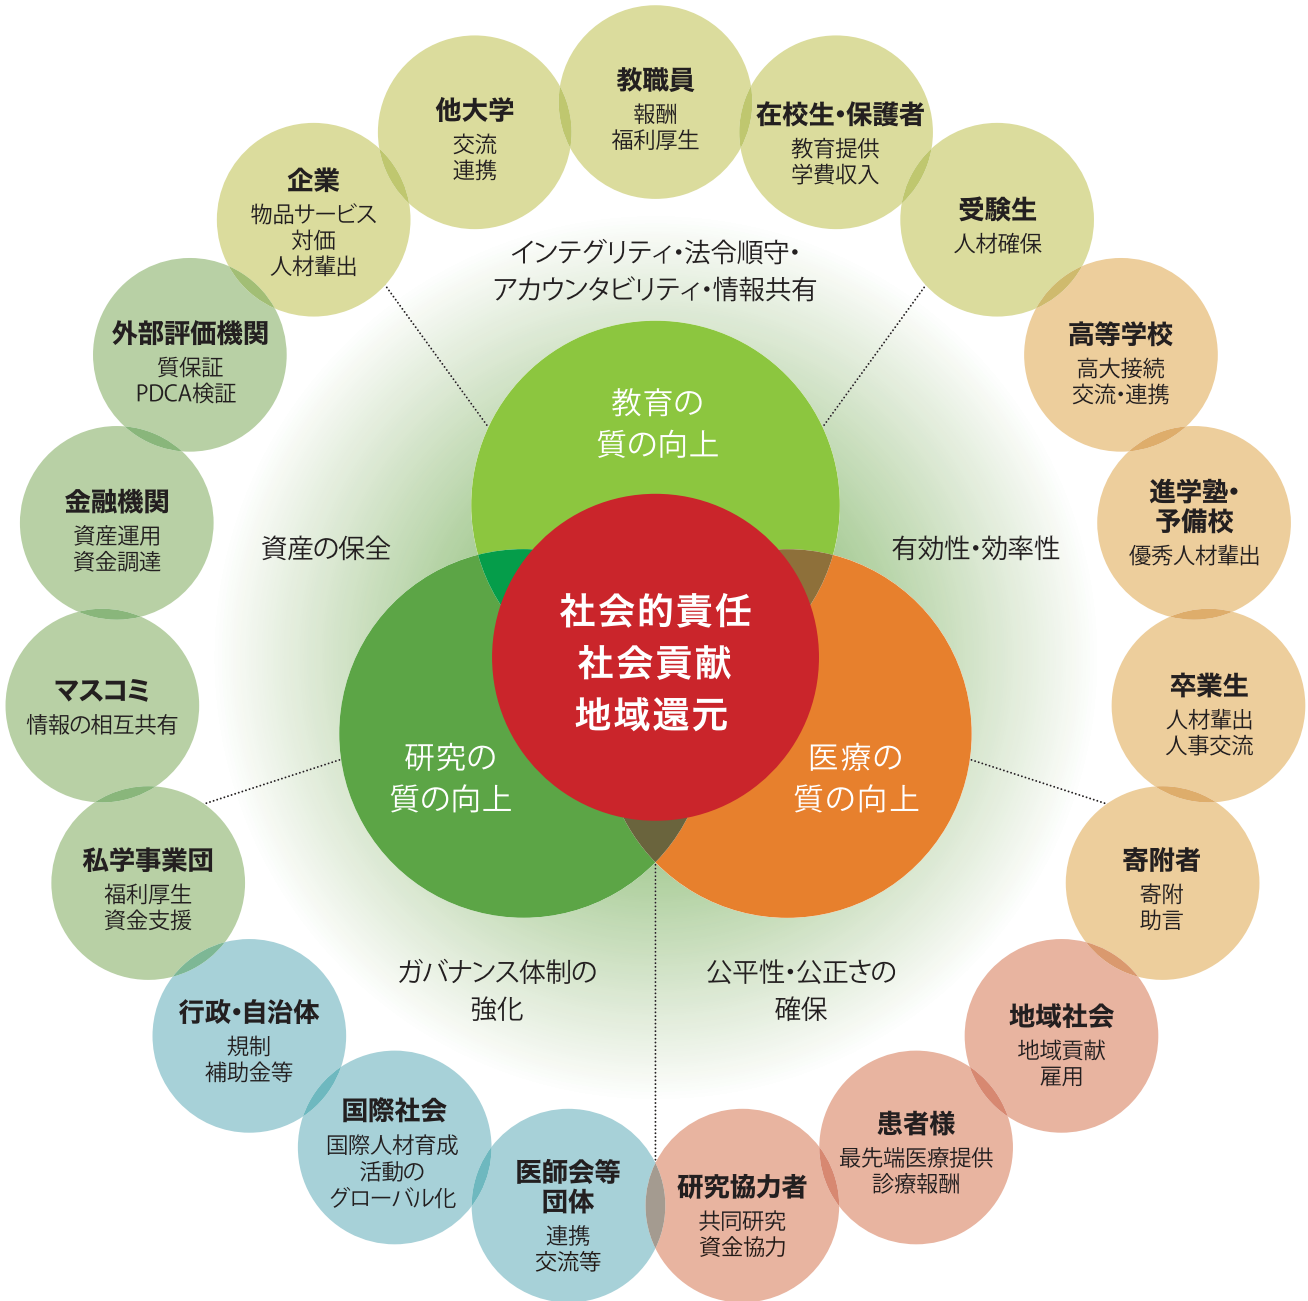 教職員
報酬
福利厚生
在校生・保護者
教育提供
学費収入
受験生
人材確保
高等学校
高大接続
交流・連携
進学塾・
予備校
優秀人材輩出
卒業生
人材輩出
人事交流
寄附者
寄附
助言
地域社会
地域貢献
雇用
患者様
最先端医療提供
診療報酬
研究協力者
共同研究
資金協力
医師会等
団体
連携
交流等
国際社会
国際人材育成
活動の
グローバル化
行政・自治体
規制
補助金等
私学事業団
福利厚生
資金支援
マスコミ
情報の相互共有
金融機関
資産運用
資金調達
外部評価機関
質保証
PDCA検証
企業
物品サービス
対価
人材輩出
他大学
交流
連携
インテグリティ・法令順守・
アカウンタビリティ・情報共有
有効性・効率性
公平性・公正さの
確保
ガバナンス体制の
強化
資産の保全
教育の
質の向上
医療の
質の向上
研究の
質の向上
社会的責任
社会貢献
地域還元